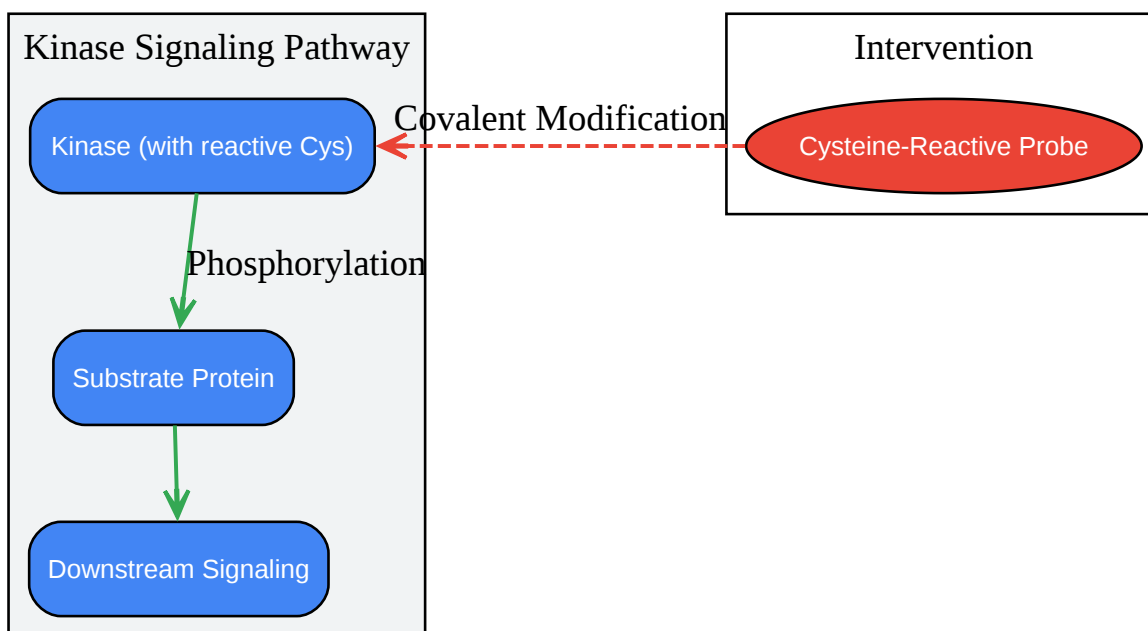 Kinase Signaling Pathway
Intervention
Covalent Modification
Kinase (with reactive Cys)
Cysteine-Reactive Probe
Phosphorylation
Substrate Protein
Downstream Signaling